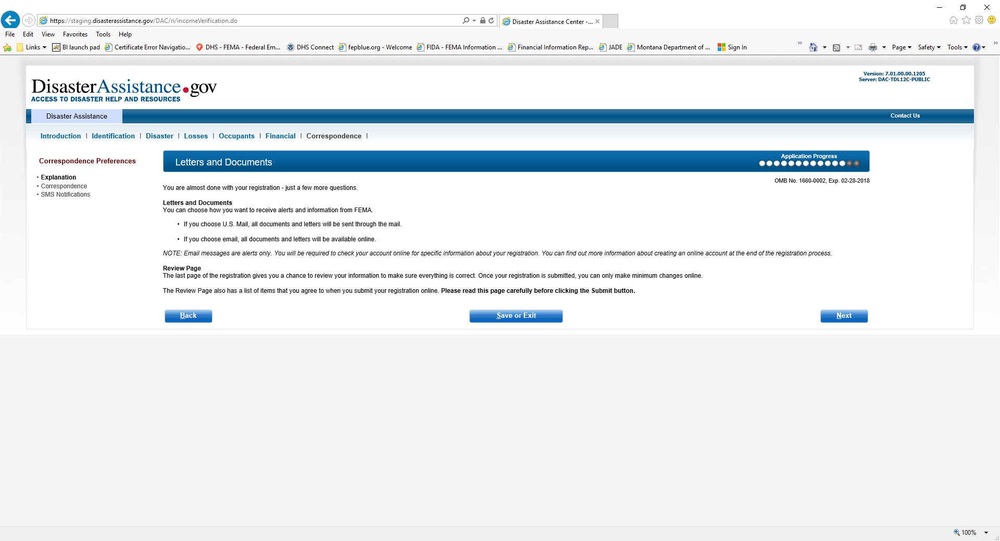 https://staging.disasterassistance.gov/DAC/ri/incomeVerification.do
Disaster Assistance Center -...
File Edit View Favorites Tools Help
Links BI launch pad Certificate Error Navigatio... DHS - FEMA - Federal Em... DHS Connect fepblue.org - Welcome FIDA - FEMA Information ... Financial Information Rep... JADE Montana Department of ... Sign In Page Safety Tools
Version: 7.01.00.00.1205
Server: DAC-TDL12C-PUBLIC
DisasterAssistance.gov
ACCESS TO DISASTER HELP AND RESOURCES
Disaster Assistance
Contact Us
Introduction | Identification | Disaster | Losses | Occupants | Financial | Correspondence |
Correspondence Preferences
• Explanation
• Correspondence
• SMS Notifications
Letters and Documents
Application Progress
OMB No. 1660-0002, Exp. 02-28-2018
You are almost done with your registration - just a few more questions.
Letters and Documents
You can choose how you want to receive alerts and information from FEMA.
• If you choose U.S. Mail, all documents and letters will be sent through the mail.
• If you choose email, all documents and letters will be available online.
NOTE: Email messages are alerts only. You will be required to check your account online for specific information about your registration. You can find out more information about creating an online account at the end of the registration process.
Review Page
The last page of the registration gives you a chance to review your information to make sure everything is correct. Once your registration is submitted, you can only make minimum changes online.
The Review Page also has a list of items that you agree to when you submit your registration online. Please read this page carefully before clicking the Submit button.
Back
Save or Exit
Next
100%